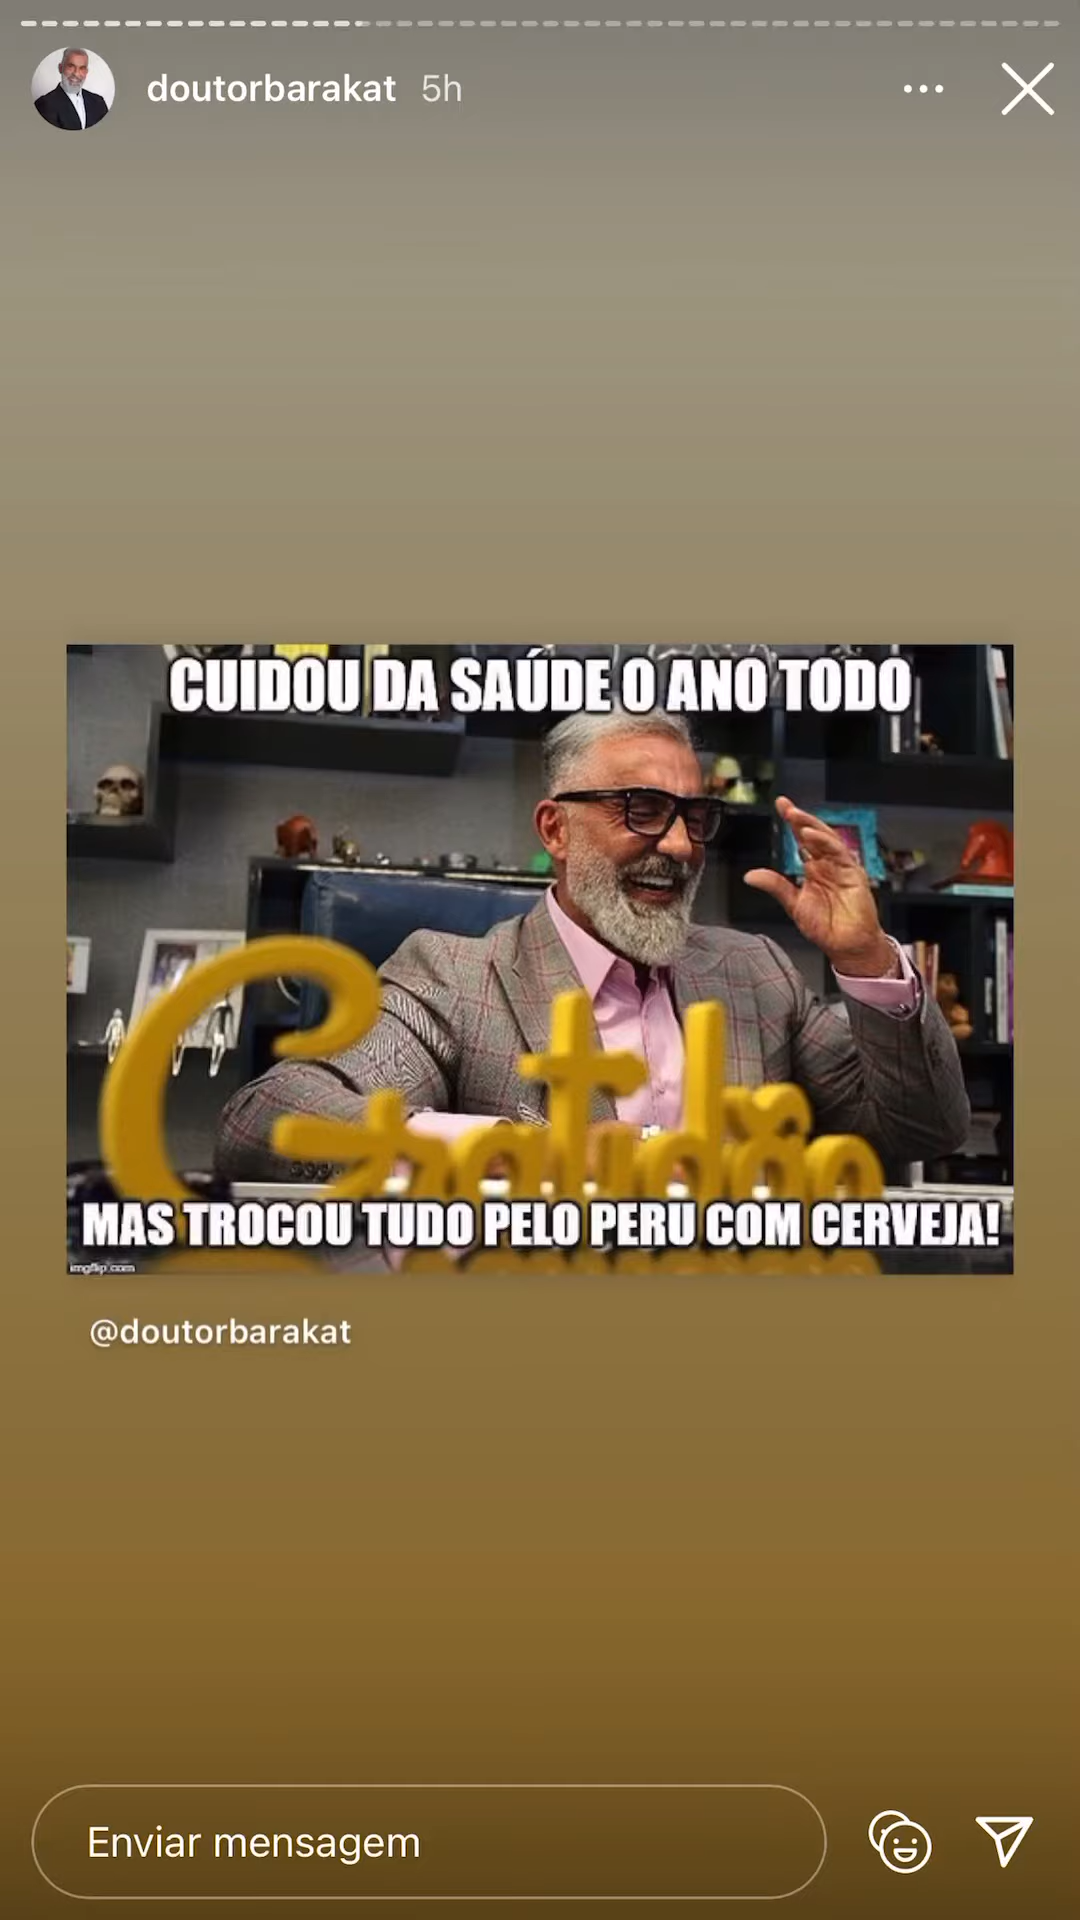 doutorbarakat 5h
CUIDOU DA SAÚDE O ANO TODO
Gratidão
MAS TROCOU TUDO PELO PERU COM CERVEJA!
imgflip.com
@doutorbarakat
Enviar mensagem